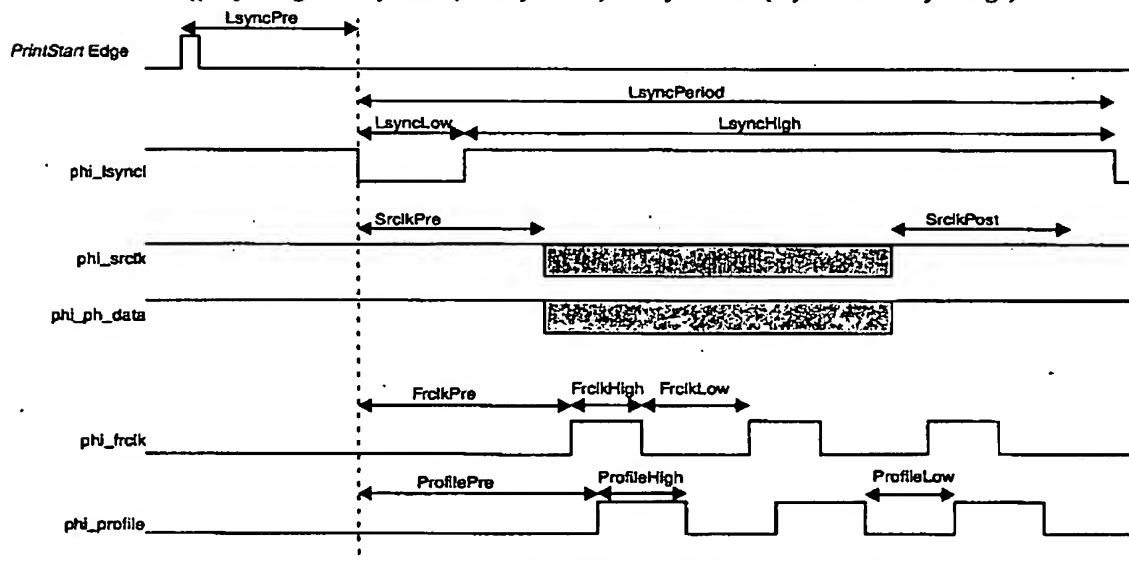 LsyncPre
PrintStart Edge
LsyncPeriod
LsyncLow
LsyncHigh
phi_lsyncl
SrclkPre
SrclkPost
phi_srclk
phi_ph_data
FrclkPre
FrclkHigh
FrclkLow
phi_frclk
ProfilePre
ProfileHigh
ProfileLow
phi_profile